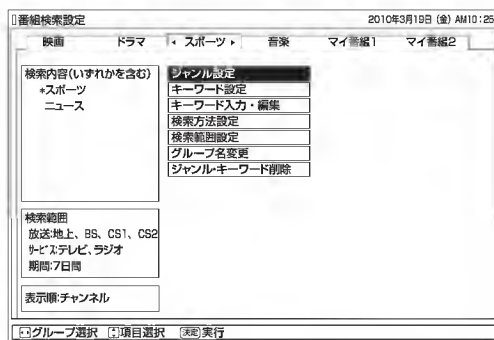 番組検索設定 2010年3月19日 (金) AM10:25
映画 ドラマ スポーツ 音楽 マイ番組1 マイ番組2
検索内容(いずれかを含む)
*スポーツ
ニュース
ジャンル設定
キーワード設定
キーワード入力・編集
検索方法設定
検索範囲設定
グループ名変更
ジャンル・キーワード削除
検索範囲
放送:地上、BS、CS1、CS2
サービス:テレビ、ラジオ
期間:7日間
表示順:チャンネル
グループ選択 項目選択 決定 実行